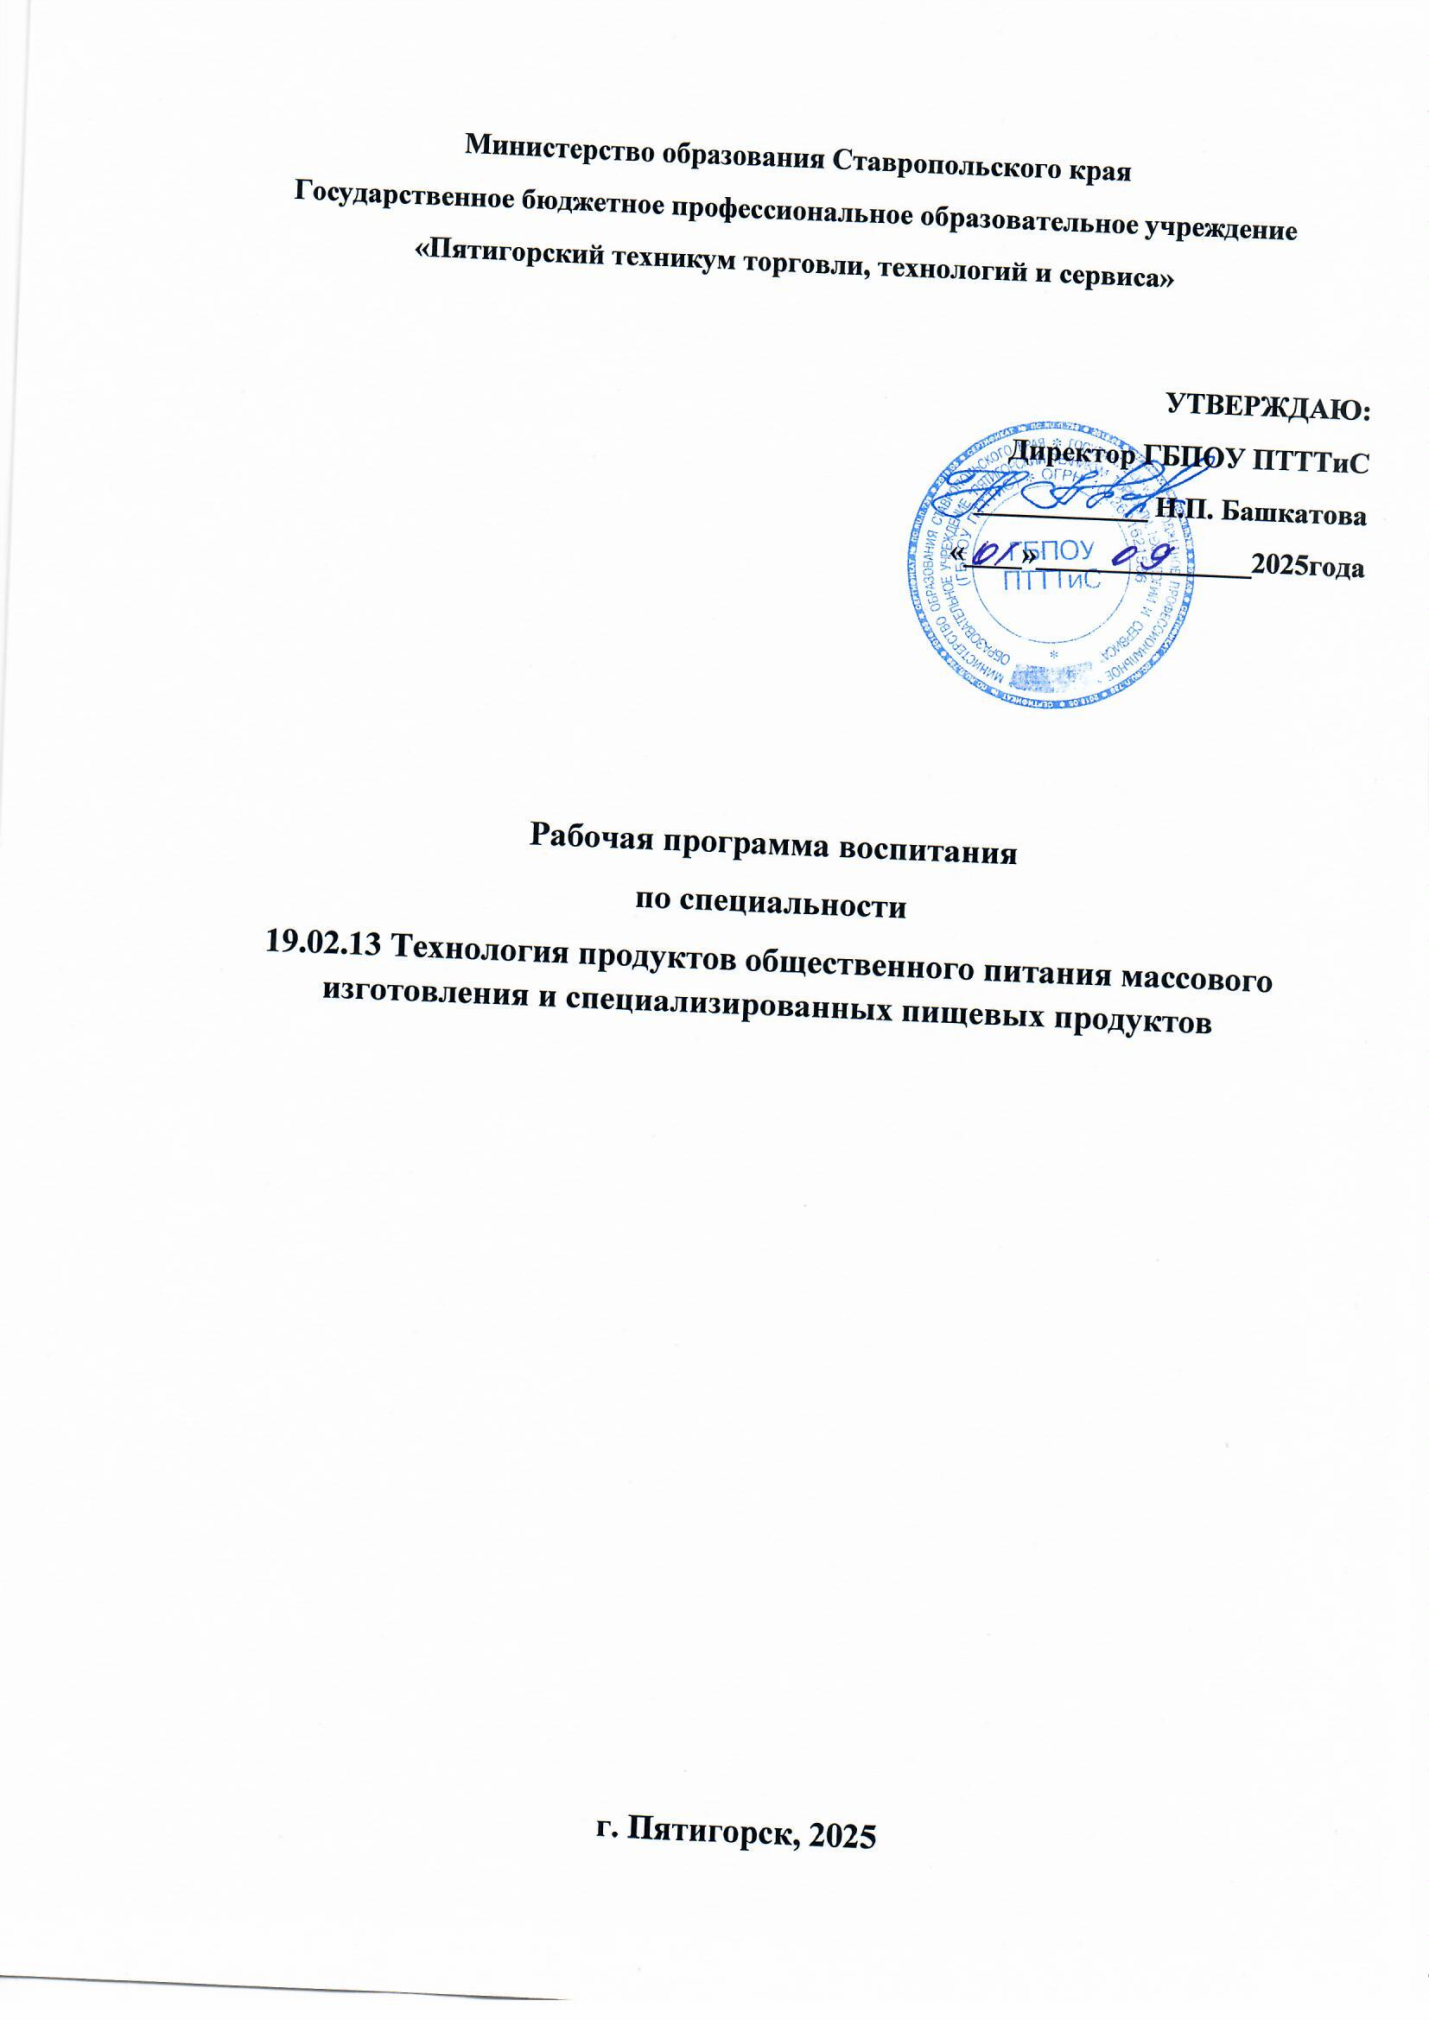 Министерство образования Ставропольского края
Государственное бюджетное профессиональное образовательное учреждение
«Пятигорский техникум торговли, технологий и сервиса»
УТВЕРЖДАЮ:
Директор ГБПОУ ПТТТиС
Н.П. Башкатова
«01» 09 2025года
ГБПОУ
ПТТТиС
Рабочая программа воспитания
по специальности
19.02.13 Технология продуктов общественного питания массового
изготовления и специализированных пищевых продуктов
г. Пятигорск, 2025